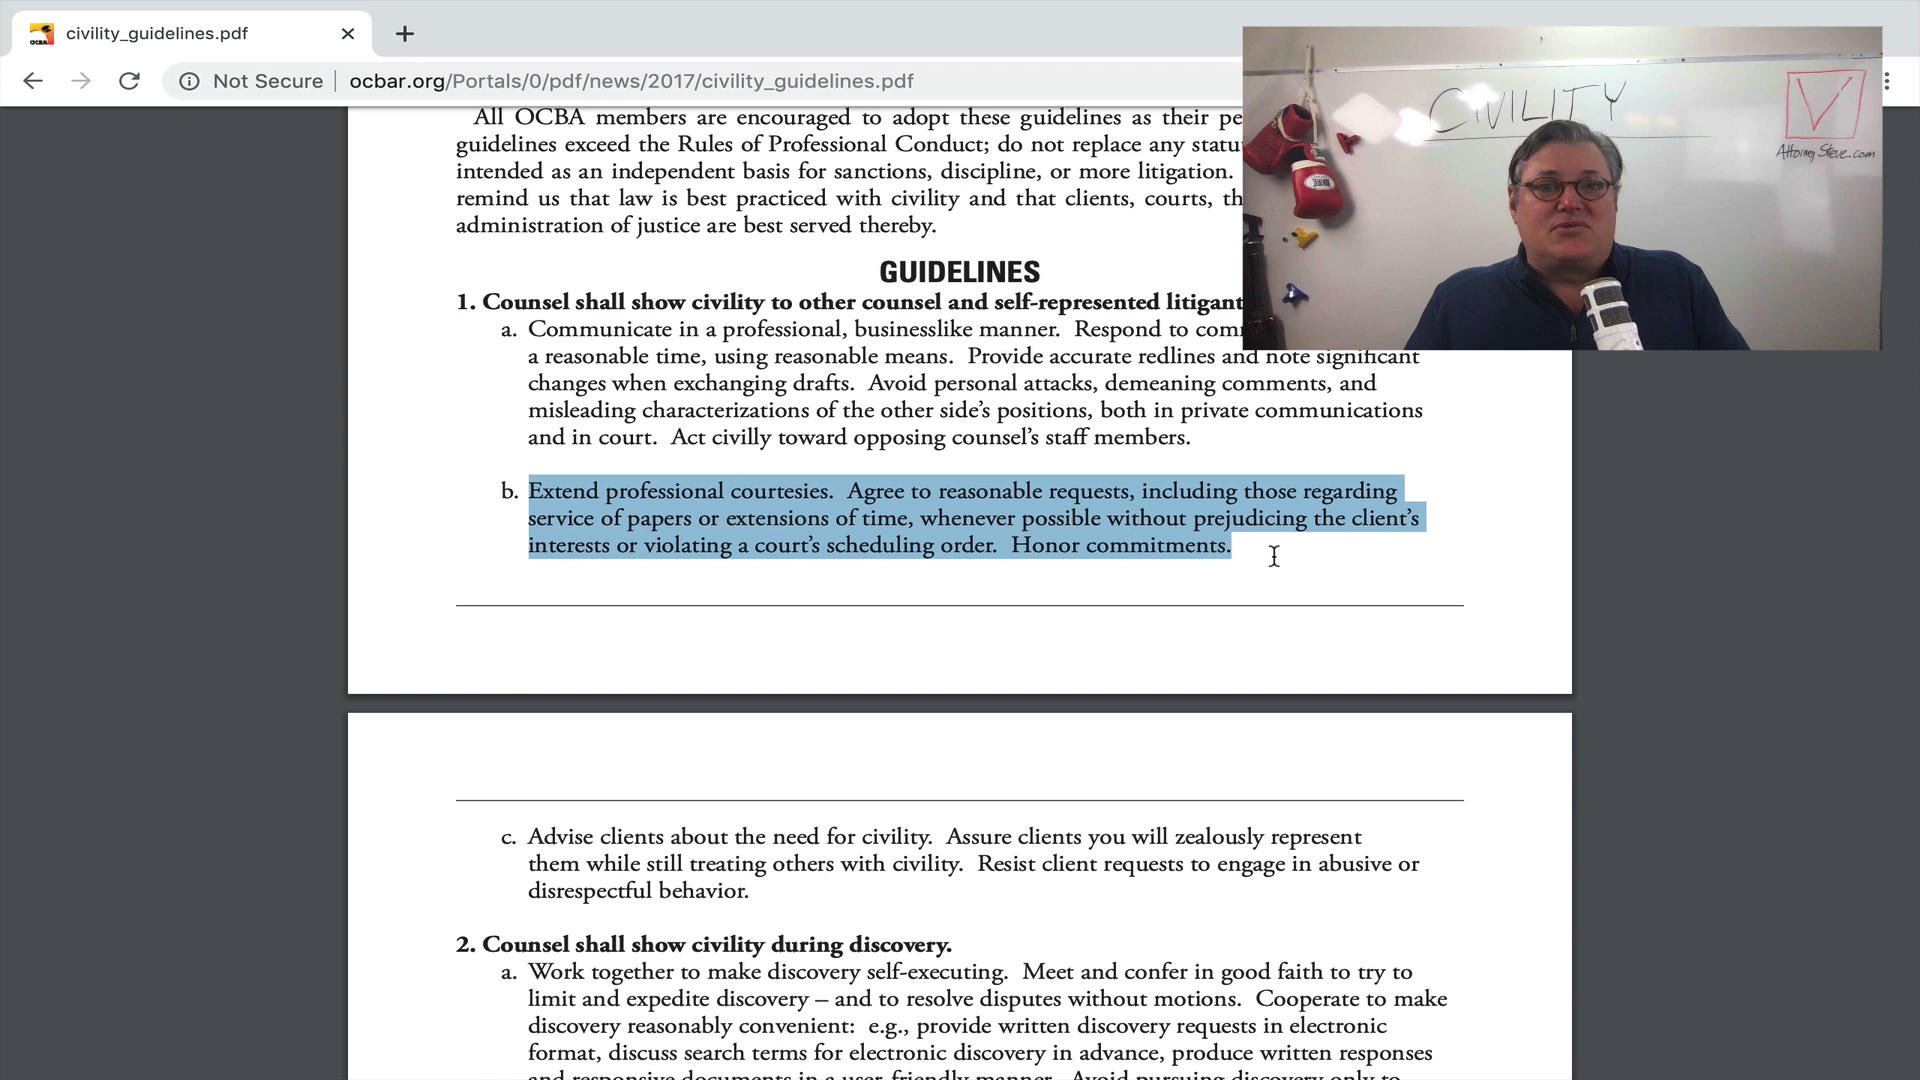 civility_guidelines.pdf
Not Secure
ocbar.org/Portals/0/pdf/news/2017/civility_guidelines.pdf
CIVILITY
AttorneySteve.com
All OCBA members are encouraged to adopt these guidelines as their
guidelines exceed the Rules of Professional Conduct; do not replace any
intended as an independent basis for sanctions, discipline, or more litigation.
remind us that law is best practiced with civility and that clients, courts,
administration of justice are best served thereby.
GUIDELINES
1. Counsel shall show civility to other counsel and self-represented litigant
a. Communicate in a professional, businesslike manner. Respond to
a reasonable time, using reasonable means. Provide accurate redlines and note significant
changes when exchanging drafts. Avoid personal attacks, demeaning comments, and
misleading characterizations of the other side’s positions, both in private communications
and in court. Act civilly toward opposing counsel’s staff members.
b. Extend professional courtesies. Agree to reasonable requests, including those regarding
service of papers or extensions of time, whenever possible without prejudicing the client’s
interests or violating a court’s scheduling order. Honor commitments.
c. Advise clients about the need for civility. Assure clients you will zealously represent
them while still treating others with civility. Resist client requests to engage in abusive or
disrespectful behavior.
2. Counsel shall show civility during discovery.
a. Work together to make discovery self-executing. Meet and confer in good faith to try to
limit and expedite discovery – and to resolve disputes without motions. Cooperate to make
discovery reasonably convenient: e.g., provide written discovery requests in electronic
format, discuss search terms for electronic discovery in advance, produce written responses
and responsive documents in a user-friendly manner. Avoid pursuing discovery only to